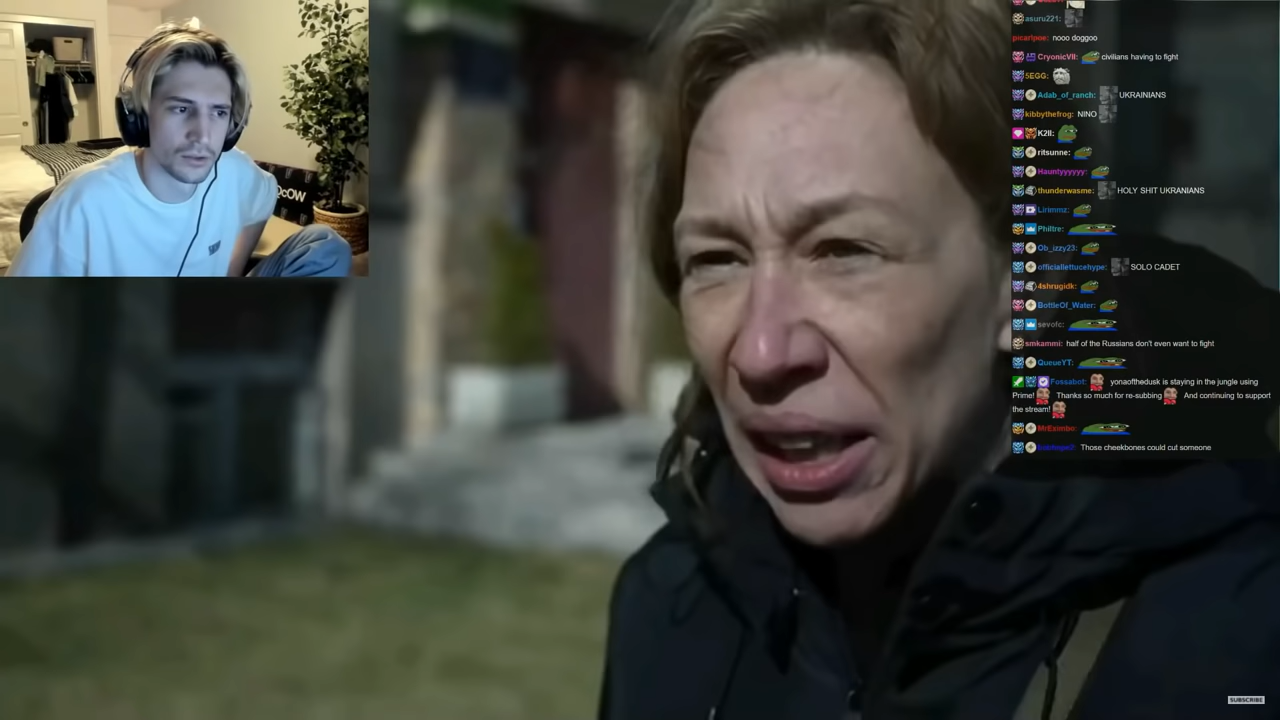 asuru221:
picarlpoe: nooo doggoo
CryonicVII: civilians having to fight
5EGG:
Adab_of_ranch: UKRAINIANS
kibbythefrog: NINO
K2ll:
ritsunne:
Hauntyyyyyy:
thunderwasme: HOLY SHIT UKRANIANS
Lirimmz:
Philtre:
Ob_izzy23:
officiallettucehype: SOLO CADET
4shrugidk:
BottleOf_Water:
sevofc:
smkammi: half of the Russians don't even want to fight
QueueYT:
Fossabot: yonaofthedusk is staying in the jungle using
Prime! Thanks so much for re-subbing And continuing to support
the stream!
MrExumbo:
Those cheekbones could cut someone
SUBSCRIBE